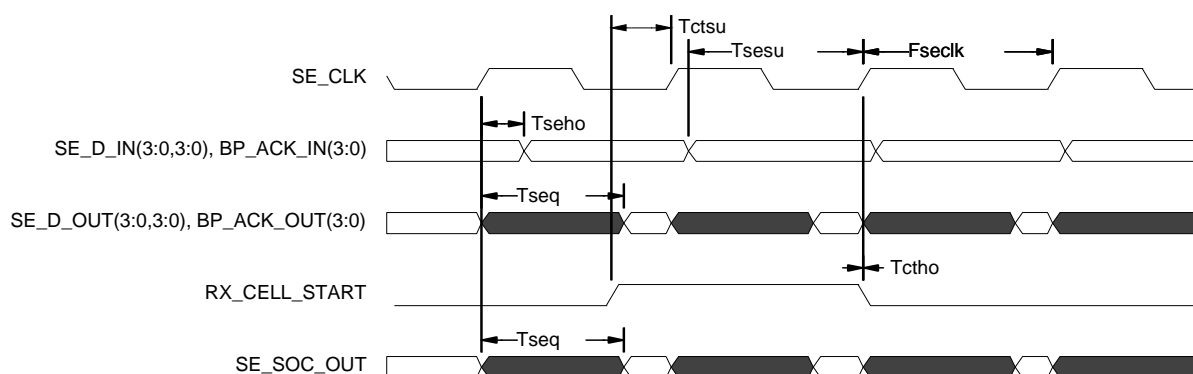 Tctsu
Tsesu
Fseclk
SE_CLK
Tseho
SE_D_IN(3:0,3:0), BP_ACK_IN(3:0)
Tseq
SE_D_OUT(3:0,3:0), BP_ACK_OUT(3:0)
Tctho
RX_CELL_START
Tseq
SE_SOC_OUT